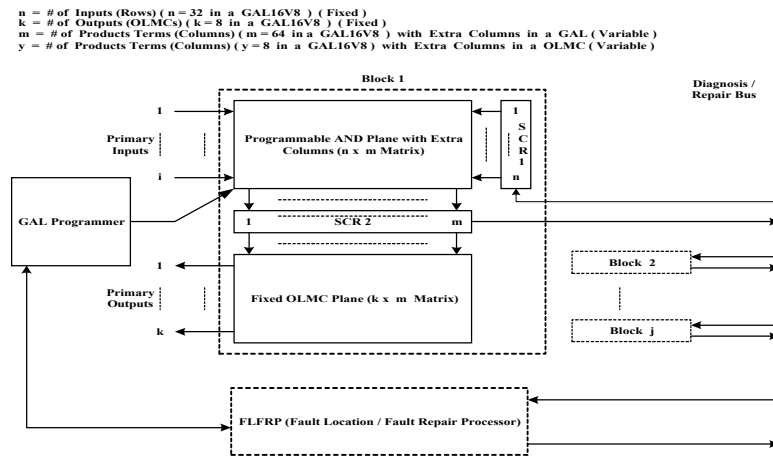 n = # of Inputs (Rows) ( n = 32 in a GAL16V8 ) ( Fixed )
k = # of Outputs (OLMCs) ( k = 8 in a GAL16V8 ) ( Fixed )
m = # of Products Terms (Columns) ( m = 64 in a GAL16V8 ) with Extra Columns in a GAL ( Variable )
y = # of Products Terms (Columns) ( y = 8 in a GAL16V8 ) with Extra Columns in a OLMC ( Variable )
Block 1
Diagnosis /
Repair Bus
1
Primary
Inputs
i
Programmable AND Plane with Extra
Columns (n x m Matrix)
1
S
C
R
1
n
GAL Programmer
1 SCR 2 m
1
Primary
Outputs
k
Fixed OLMC Plane (k x m Matrix)
Block 2
Block j
FLFRP (Fault Location / Fault Repair Processor)